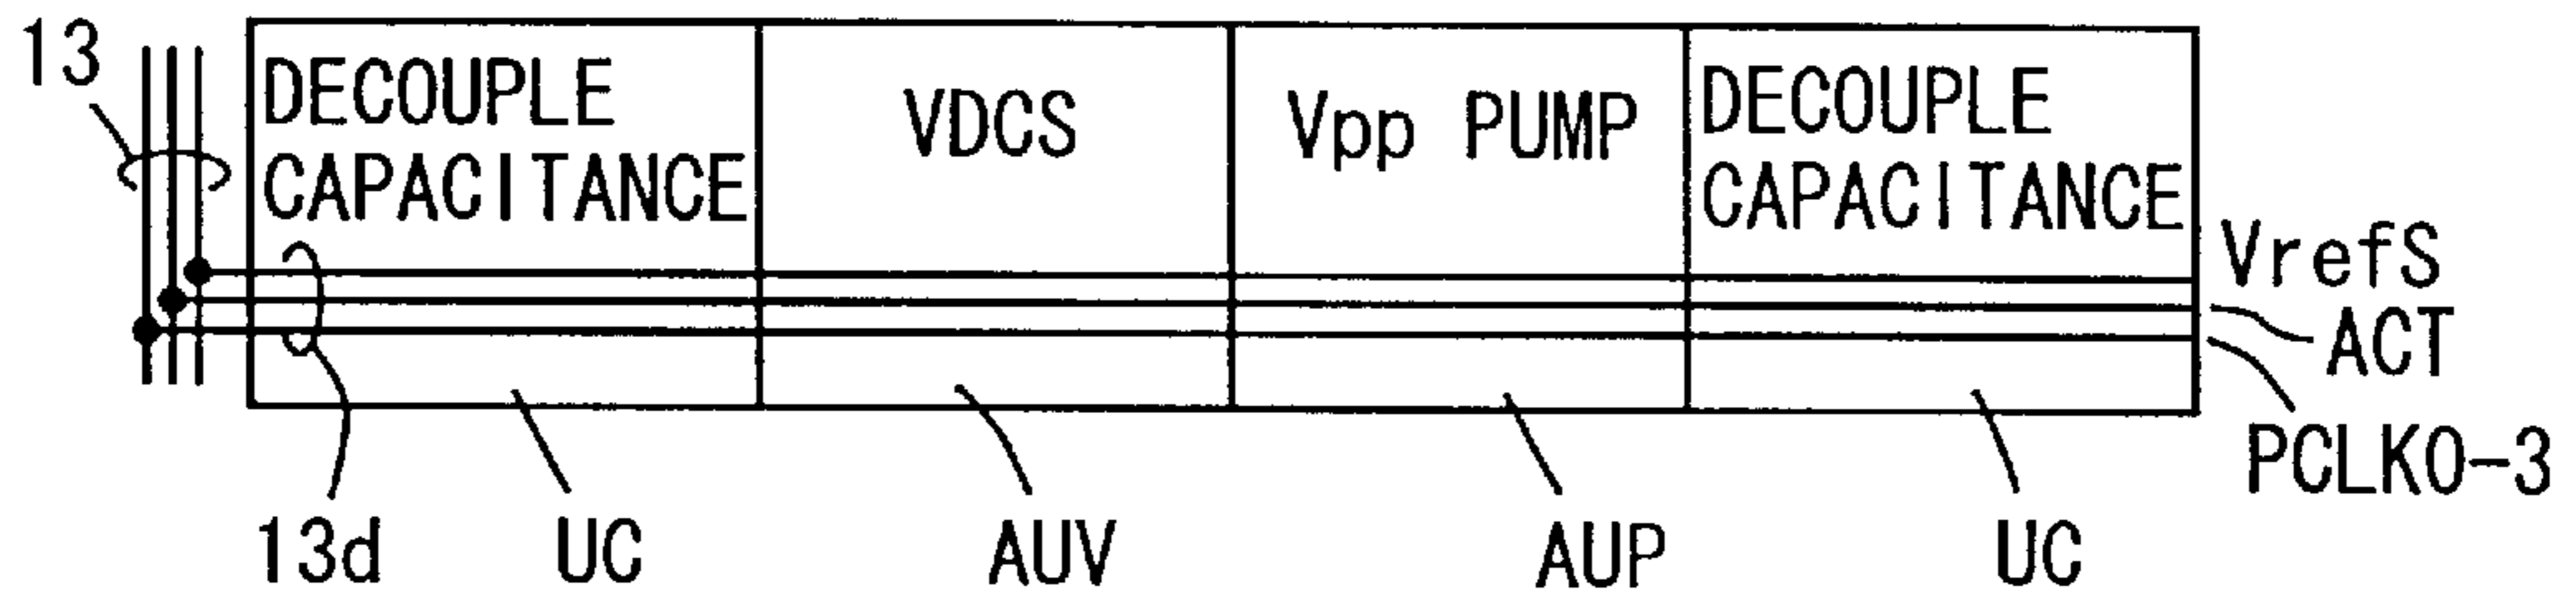 13
DECOUPLE
CAPACITANCE
VDCS
Vpp PUMP
DECOUPLE
CAPACITANCE
VrefS
ACT
PCLK0-3
13d
UC
AUV
AUP
UC